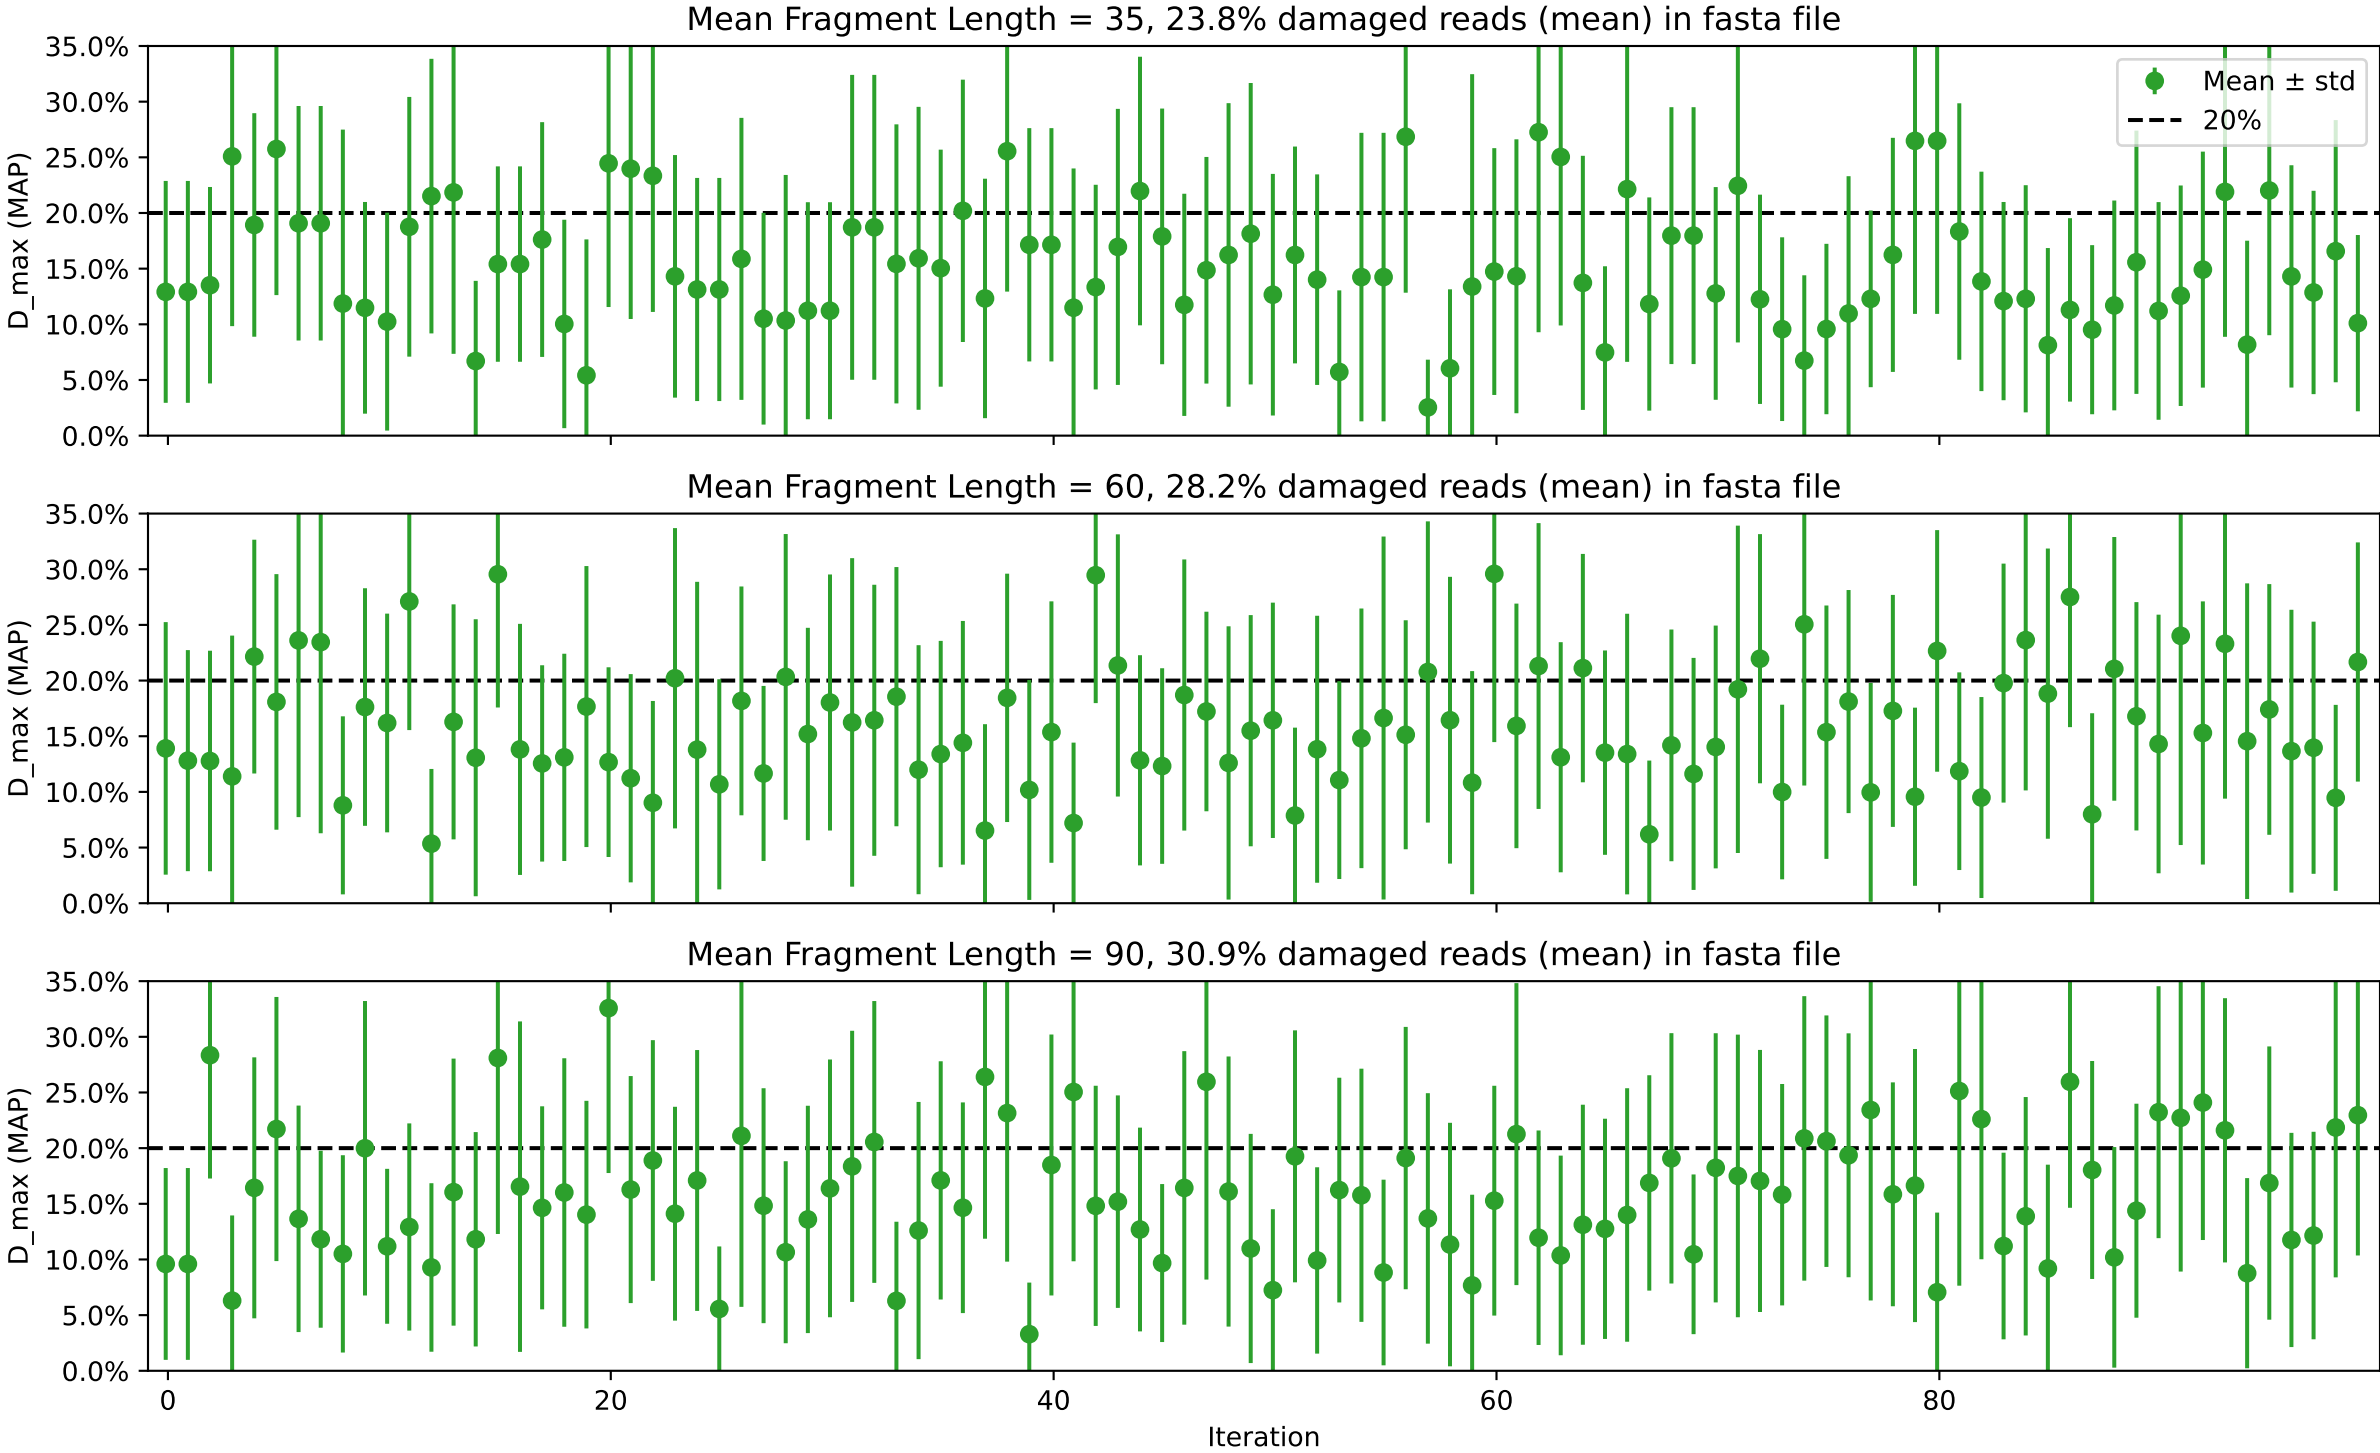 Mean Fragment Length = 35, 23.8% damaged reads (mean) in fasta file
35.0%
30.0%
25.0%
20.0%
15.0%
10.0%
5.0%
0.0%
D_max (MAP)
Mean ± std
20%
Mean Fragment Length = 60, 28.2% damaged reads (mean) in fasta file
35.0%
30.0%
25.0%
20.0%
15.0%
10.0%
5.0%
0.0%
D_max (MAP)
Mean Fragment Length = 90, 30.9% damaged reads (mean) in fasta file
35.0%
30.0%
25.0%
20.0%
15.0%
10.0%
5.0%
0.0%
D_max (MAP)
0 20 40 60 80
Iteration